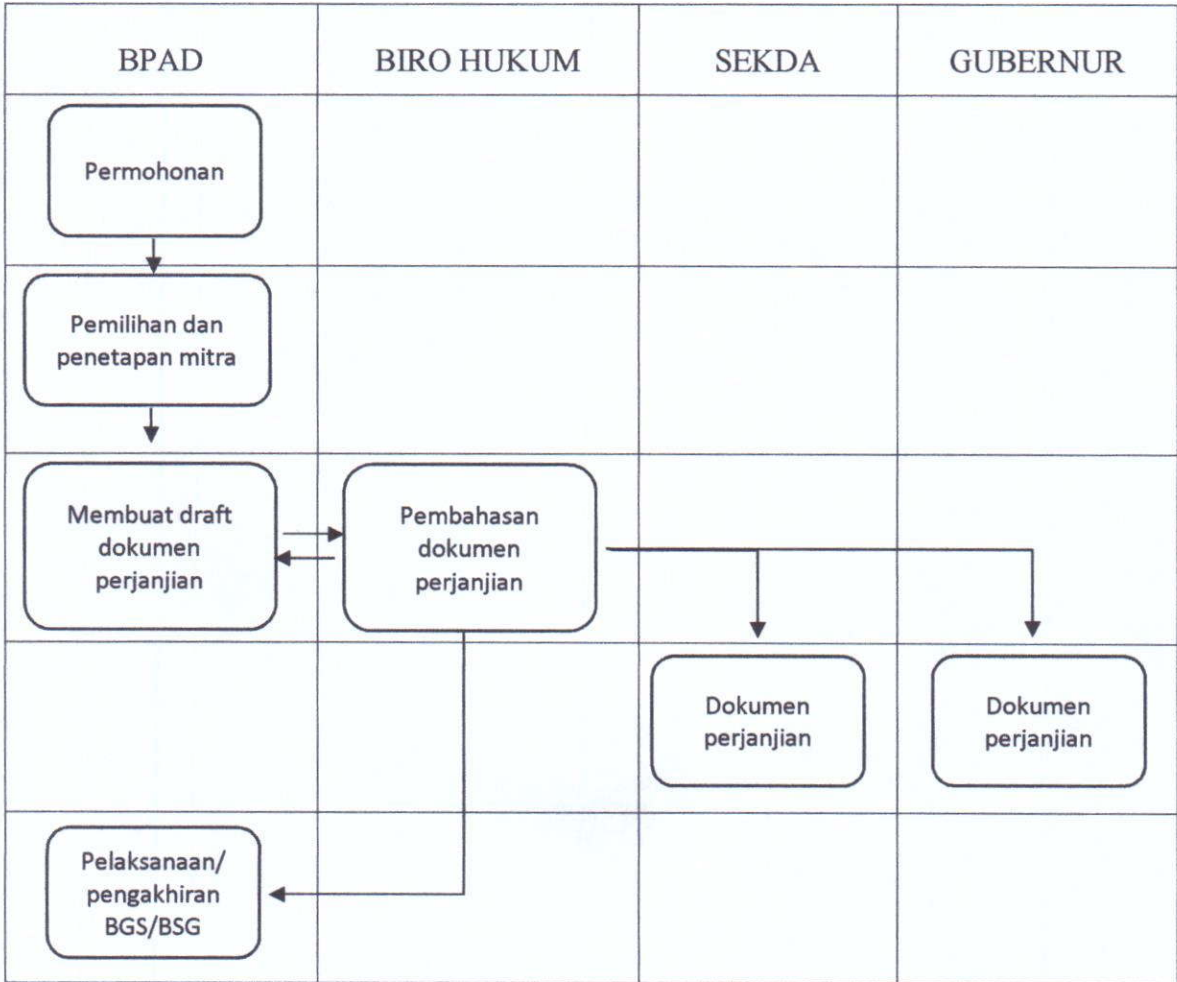 BPAD
BIRO HUKUM
SEKDA
GUBERNUR
Permohonan
Pemilihan dan
penetapan mitra
Membuat draft
dokumen
perjanjian
Pembahasan
dokumen
perjanjian
Dokumen
perjanjian
Dokumen
perjanjian
Pelaksanaan/
pengakhiran
BGS/BSG